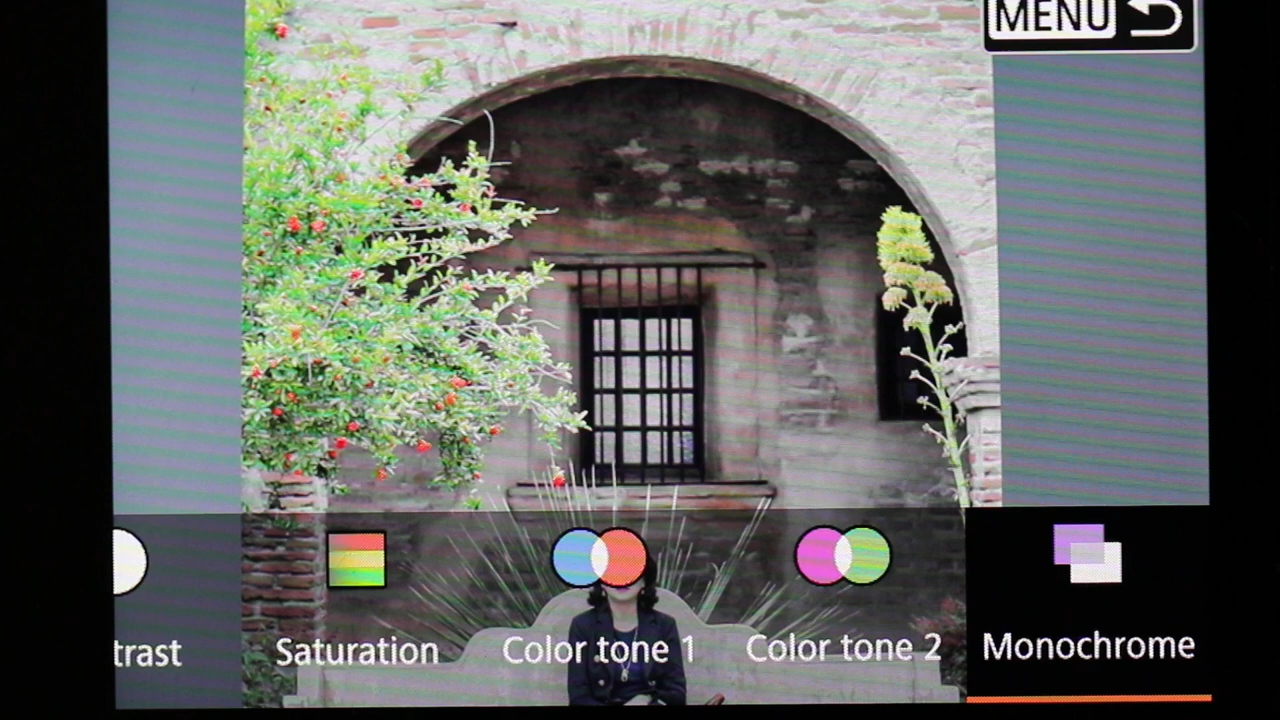 MENU
trast
Saturation
Color tone 1
Color tone 2
Monochrome